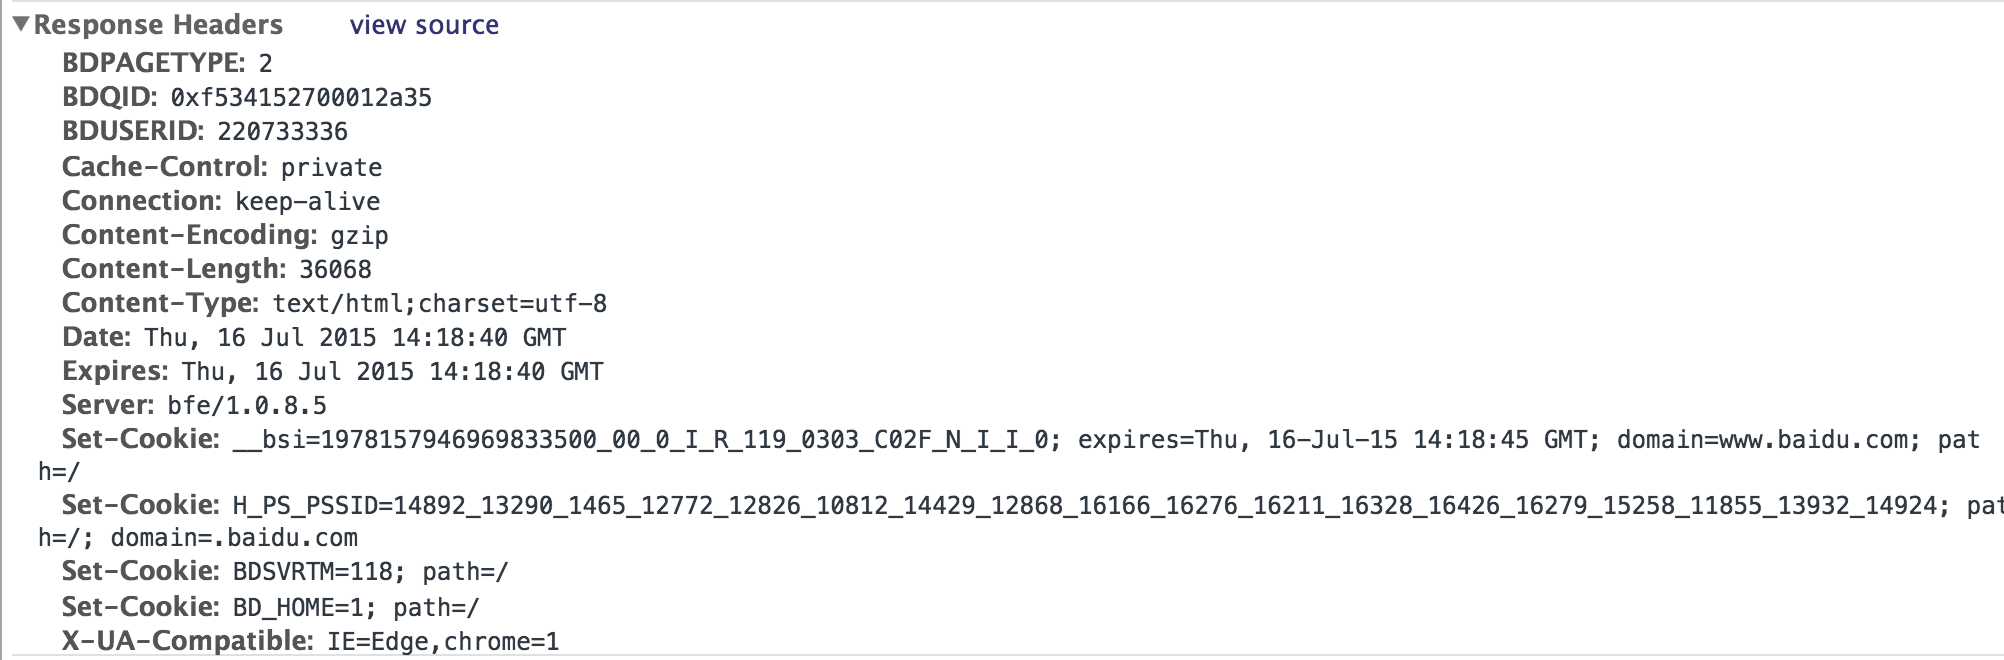 ▼Response Headers view source
BDPAGETYPE: 2
BDQID: 0xf534152700012a35
BDUSERID: 220733336
Cache-Control: private
Connection: keep-alive
Content-Encoding: gzip
Content-Length: 36068
Content-Type: text/html;charset=utf-8
Date: Thu, 16 Jul 2015 14:18:40 GMT
Expires: Thu, 16 Jul 2015 14:18:40 GMT
Server: bfe/1.0.8.5
Set-Cookie: __bsi=1978157946969833500_00_0_I_R_119_0303_C02F_N_I_I_0; expires=Thu, 16-Jul-15 14:18:45 GMT; domain=www.baidu.com; pat
h=/
Set-Cookie: H_PS_PSSID=14892_13290_1465_12772_12826_10812_14429_12868_16166_16276_16211_16328_16426_16279_15258_11855_13932_14924; pat
h=/; domain=.baidu.com
Set-Cookie: BDSVRTM=118; path=/
Set-Cookie: BD_HOME=1; path=/
X-UA-Compatible: IE=Edge,chrome=1